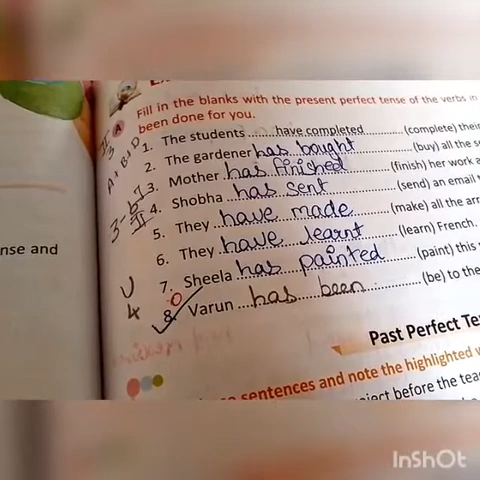 Fill in the blanks with the present perfect tense of the verbs in
been done for you.
1. The students ..... have completed ............ (complete) their
2. The gardener has bought (buy) all the
3. Mother has finished (finish) her work a
4. Shobha has sent (send) an email
5. They have made (make) all the arr
6. They have learnt (learn) French.
7. Sheela has painted (paint) this
8. Varun has been (be) to the
nse and
Past Perfect Te
sentences and note the highlighted
ject before the tea
InShOt